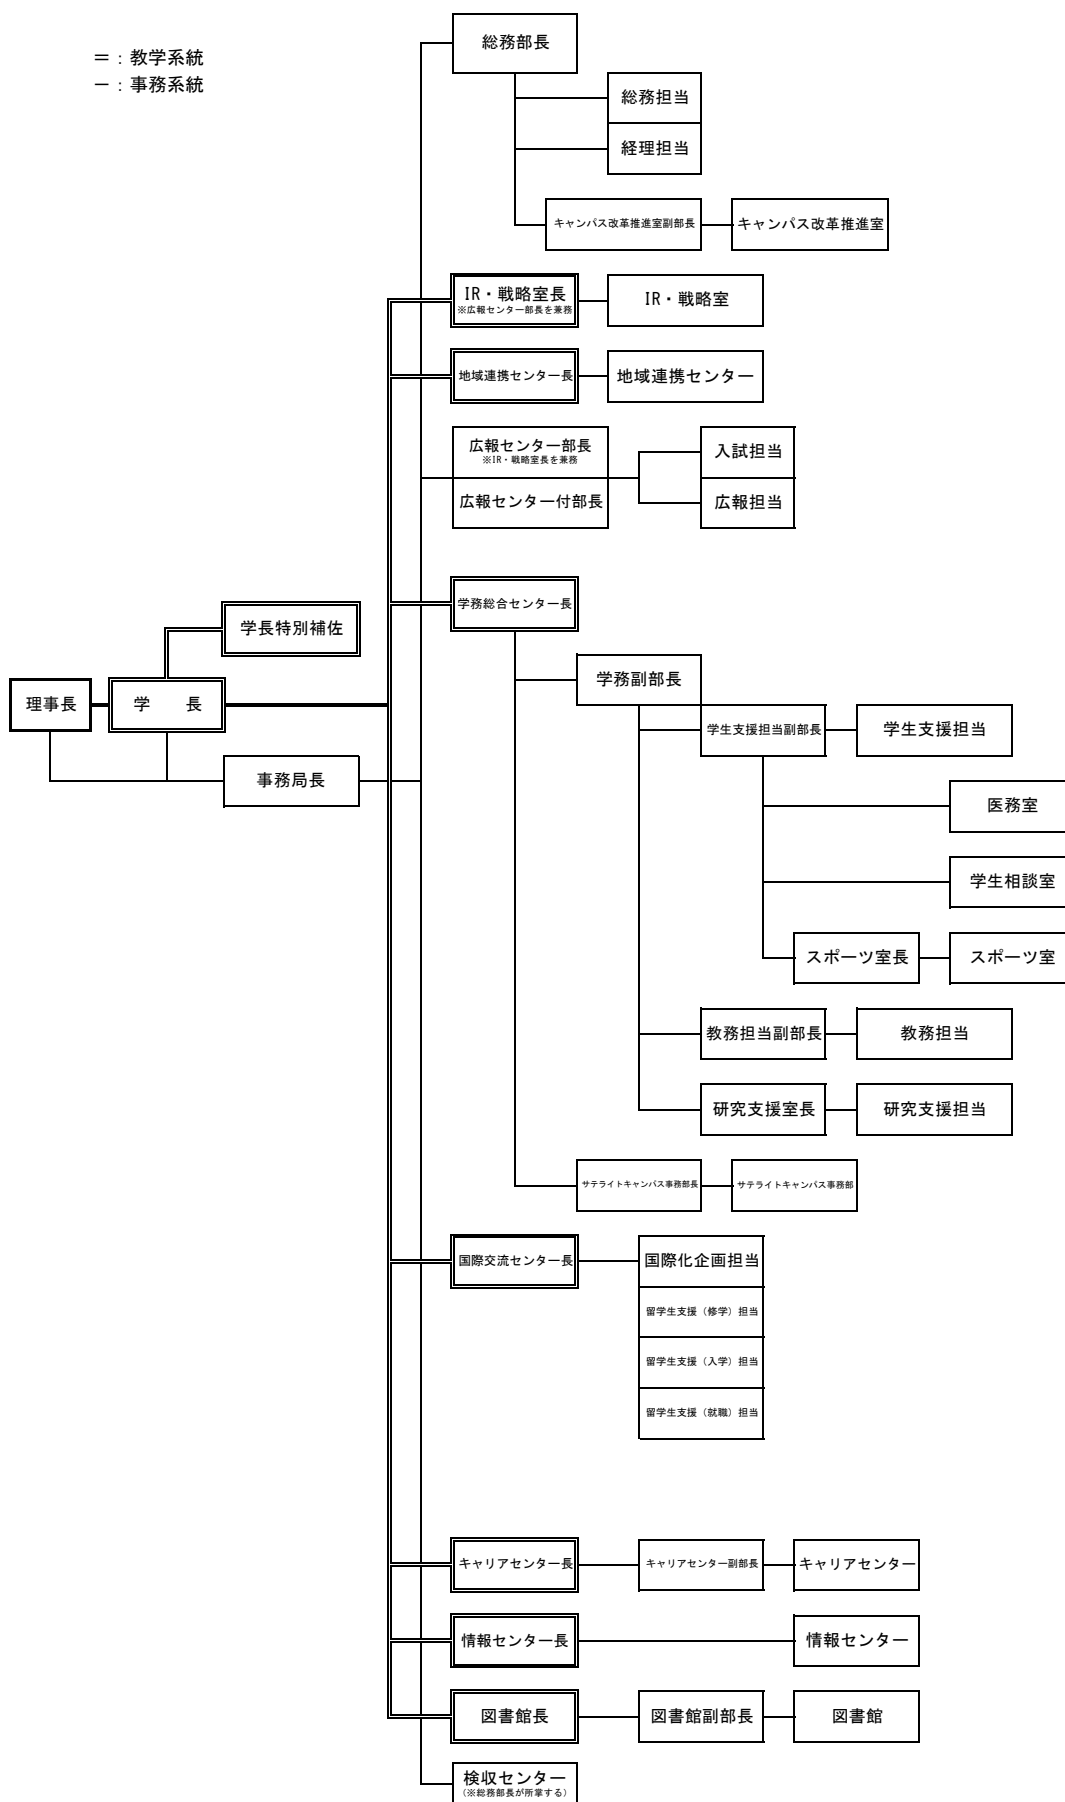 ＝：教学系統
－：事務系統
総務部長
総務担当
経理担当
キャンパス改革推進室副部長
キャンパス改革推進室
IR・戦略室長
※広報センター部長を兼務
IR・戦略室
地域連携センター長
地域連携センター
広報センター部長
※IR・戦略室長を兼務
広報センター付部長
入試担当
広報担当
学務総合センター長
学長特別補佐
学務副部長
理事長
学　　長
学生支援担当副部長
学生支援担当
事務局長
医務室
学生相談室
スポーツ室長
スポーツ室
教務担当副部長
教務担当
研究支援室長
研究支援担当
サテライトキャンパス事務部長
サテライトキャンパス事務部
国際交流センター長
国際化企画担当
留学生支援（修学）担当
留学生支援（入学）担当
留学生支援（就職）担当
キャリアセンター長
キャリアセンター副部長
キャリアセンター
情報センター長
情報センター
図書館長
図書館副部長
図書館
検収センター
（※総務部長が所掌する）